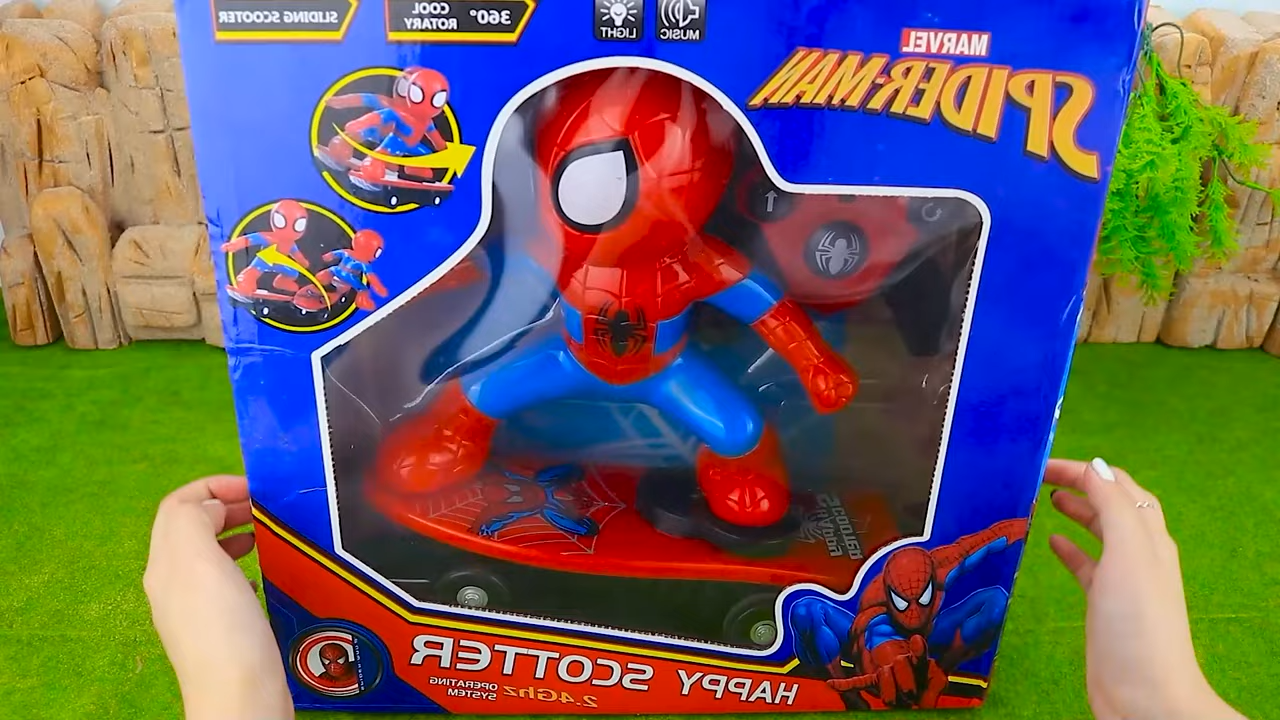 SLIDING SCOOTER
360° COOL ROTARY
LIGHT
MUSIC
MARVEL
SPIDER-MAN
HAPPY SCOTTER
2.4Ghz OPERATING SYSTEM